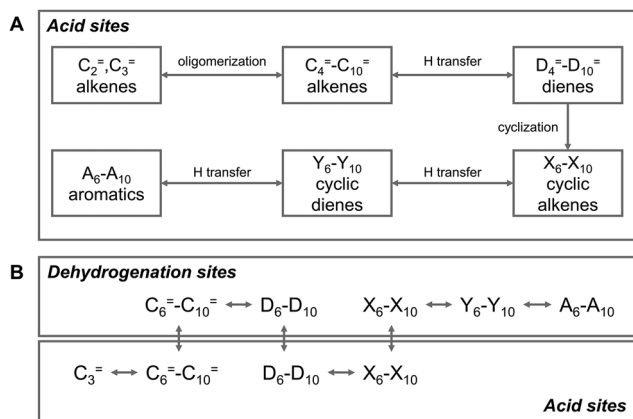 A
Acid sites
C₂⁼,C₃⁼
alkenes
oligomerization
C₄⁼-C₁₀⁼
alkenes
H transfer
D₄⁼-D₁₀⁼
dienes
cyclization
A₆-A₁₀
aromatics
H transfer
Y₆-Y₁₀
cyclic
dienes
H transfer
X₆-X₁₀
cyclic
alkenes
B
Dehydrogenation sites
C₆⁼-C₁₀⁼ D₆-D₁₀ X₆-X₁₀ Y₆-Y₁₀ A₆-A₁₀
C₃⁼ C₆⁼-C₁₀⁼ D₆-D₁₀ X₆-X₁₀
Acid sites